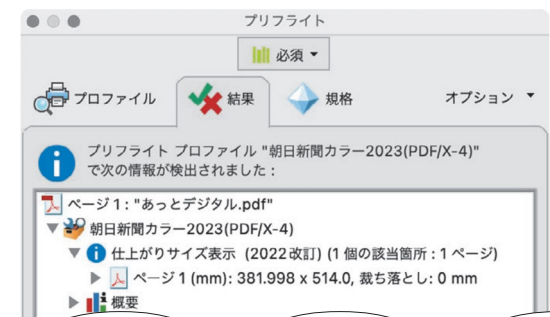 プリフライト
必須
プロファイル 結果 規格 オプション
プリフライト プロファイル "朝日新聞カラー2023(PDF/X-4)"
で次の情報が検出されました：
ページ 1："あっとデジタル.pdf"
朝日新聞カラー2023(PDF/X-4)
仕上がりサイズ表示 (2022改訂) (1 個の該当箇所：1 ページ)
ページ 1 (mm): 381.998 x 514.0, 裁ち落とし: 0 mm
概要